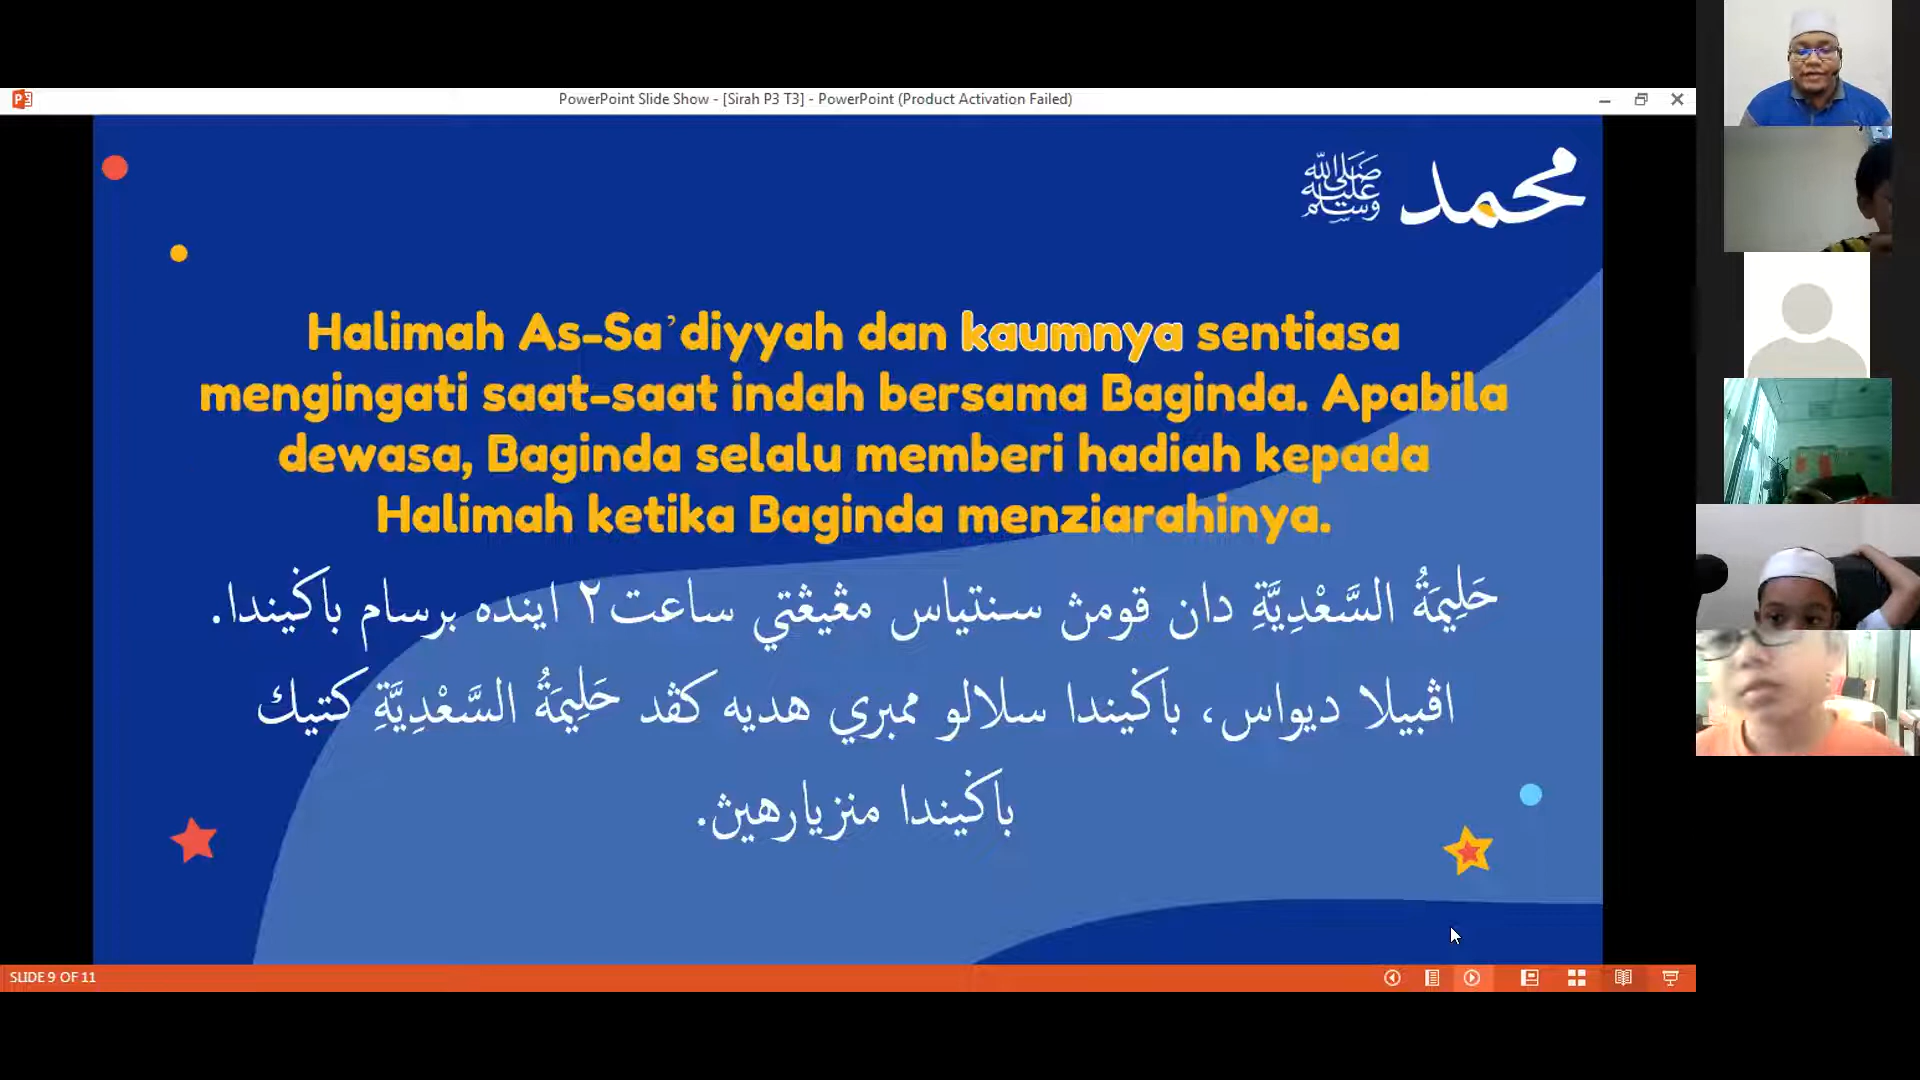 PowerPoint Slide Show - [Sirah P3 T3] - PowerPoint (Product Activation Failed)
محمد صلى الله عليه وسلم
Halimah As-Sa’diyyah dan kaumnya sentiasa
mengingati saat-saat indah bersama Baginda. Apabila
dewasa, Baginda selalu memberi hadiah kepada
Halimah ketika Baginda menziarahinya.
حَلِيمَةُ السَّعْدِيَّةِ دان قومڽ سنتياس مڠيڠتي ساعت٢ اينده برسام باݢيندا.
اڤبيلا ديواس، باݢيندا سلالو ممبري هديه كڤد حَلِيمَةُ السَّعْدِيَّةِ كتيك
باݢيندا منزيارهيڽ.
SLIDE 9 OF 11